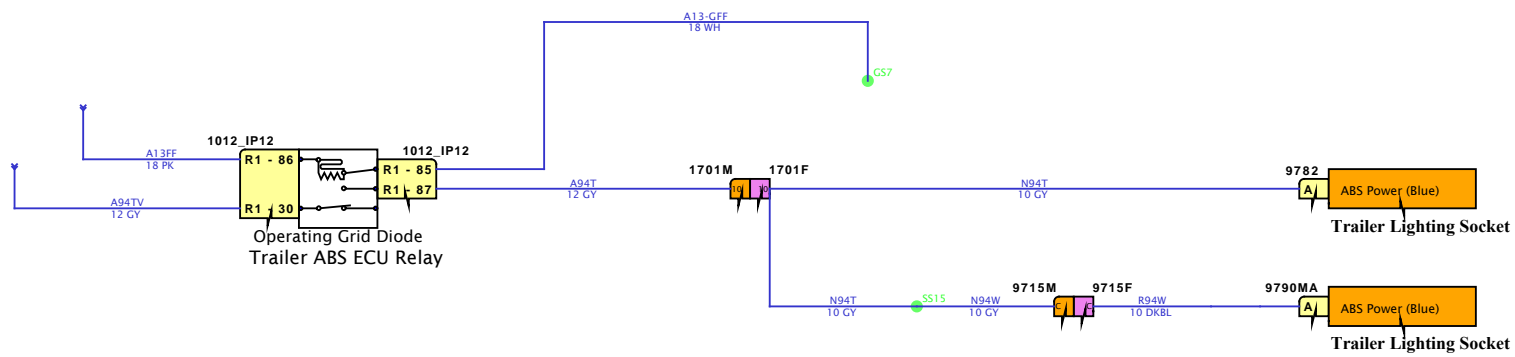 A13-GFF
18 WH
GS7
1012_IP12
1012_IP12
A13FF
18 PK
R1 - 86
R1 - 85
R1 - 87
A94TV
12 GY
R1 - 30
Operating Grid Diode
Trailer ABS ECU Relay
A94T
12 GY
1701M
1701F
10
10
N94T
10 GY
9782
A
ABS Power (Blue)
Trailer Lighting Socket
N94T
10 GY
SS15
N94W
10 GY
9715M
9715F
C
C
R94W
10 DKBL
9790MA
A
ABS Power (Blue)
Trailer Lighting Socket